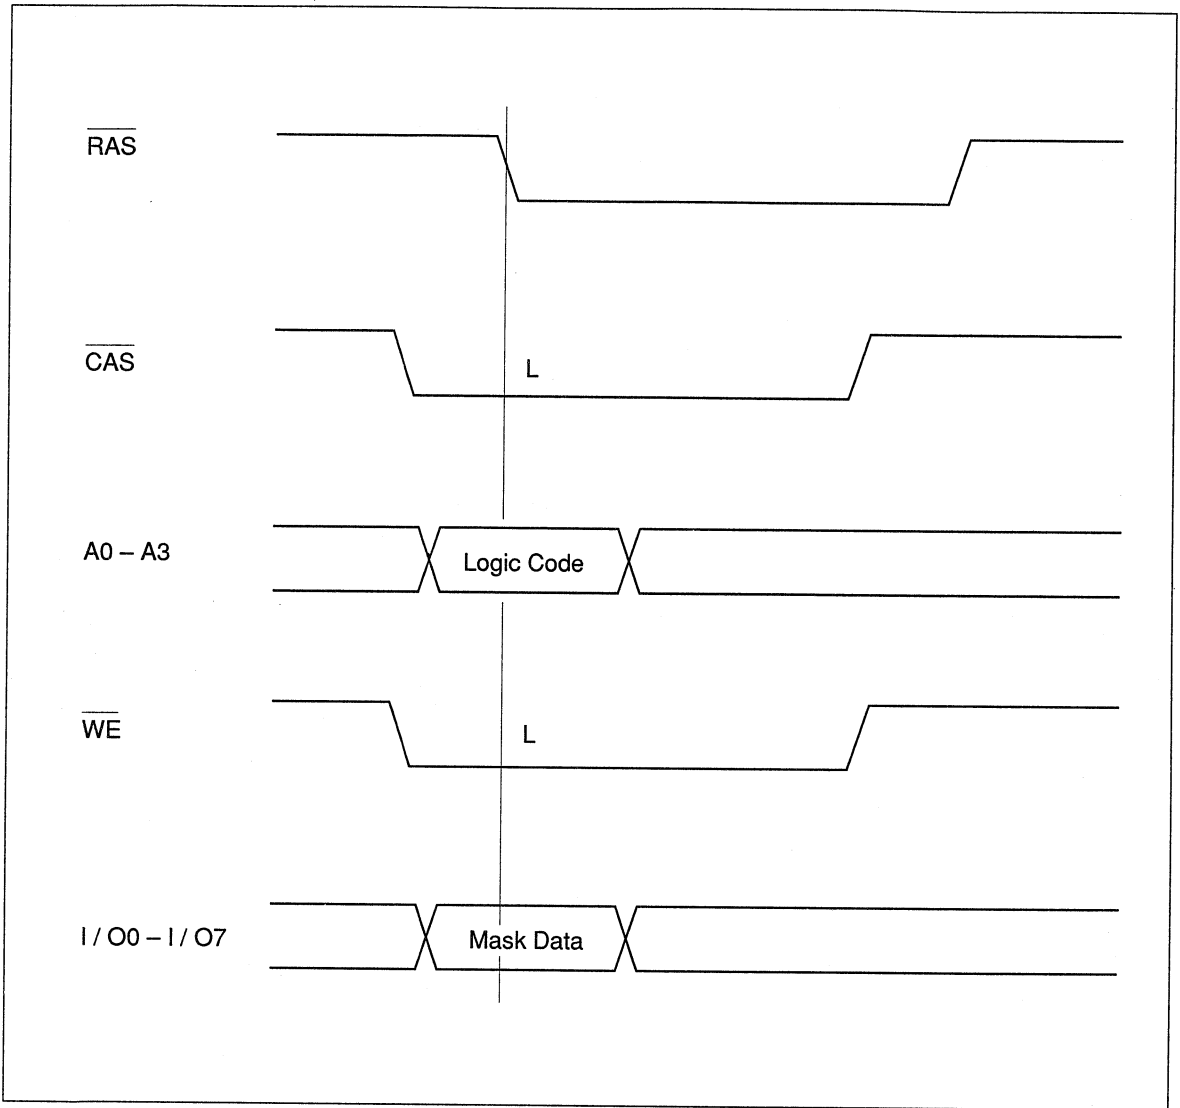 RAS
CAS
L
A0 – A3
Logic Code
WE
L
I / O0 – I / O7
Mask Data